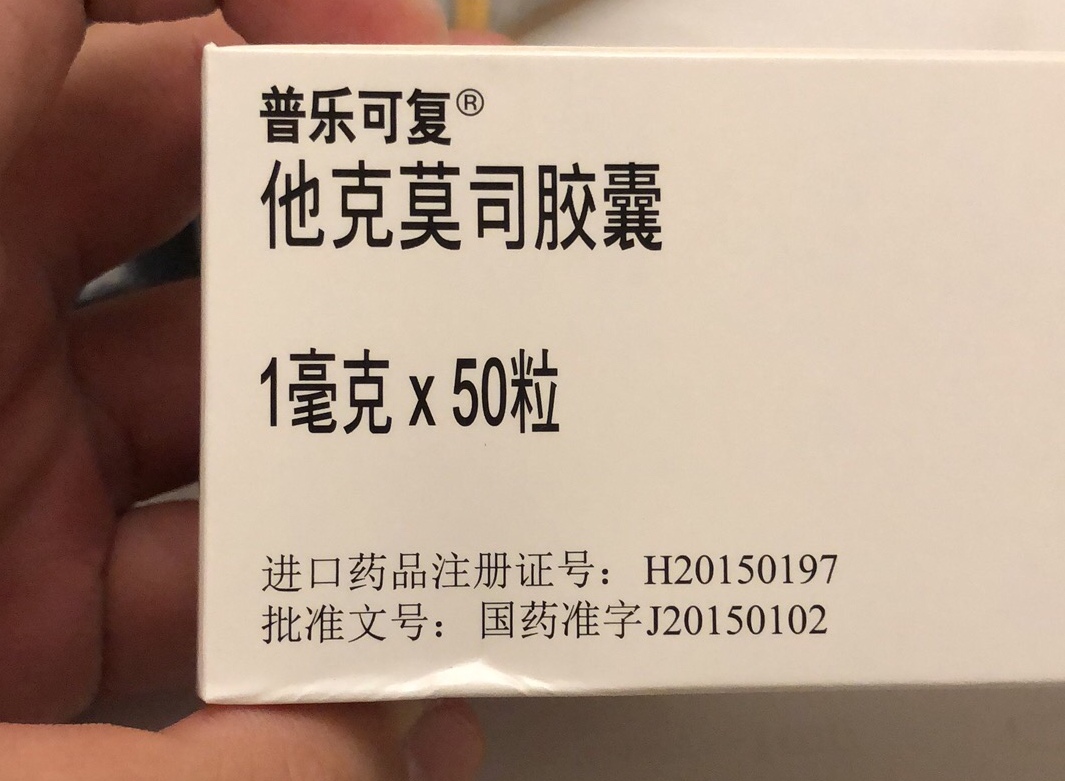 普乐可复®
他克莫司胶囊
1毫克 x 50粒
进口药品注册证号： H20150197
批准文号： 国药准字J20150102